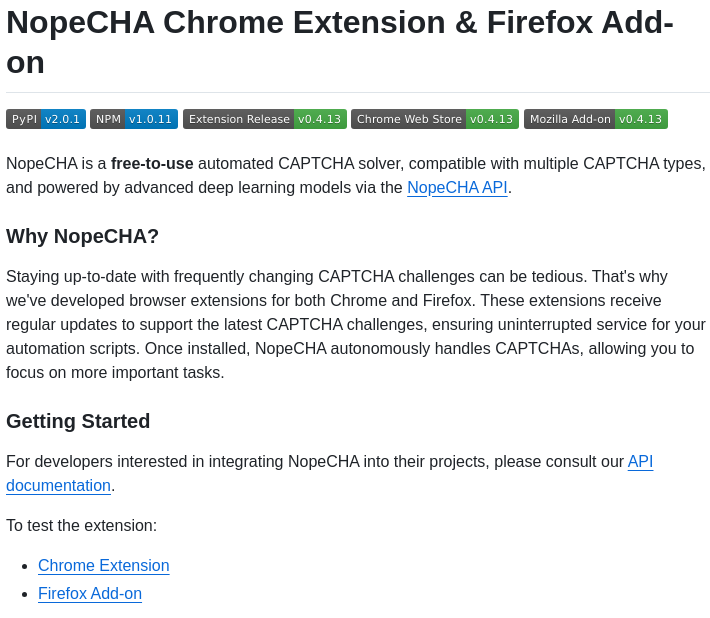 NopeCHA Chrome Extension & Firefox Add-
on
PyPI v2.0.1 NPM v1.0.11 Extension Release v0.4.13 Chrome Web Store v0.4.13 Mozilla Add-on v0.4.13
NopeCHA is a free-to-use automated CAPTCHA solver, compatible with multiple CAPTCHA types,
and powered by advanced deep learning models via the NopeCHA API.
Why NopeCHA?
Staying up-to-date with frequently changing CAPTCHA challenges can be tedious. That's why
we've developed browser extensions for both Chrome and Firefox. These extensions receive
regular updates to support the latest CAPTCHA challenges, ensuring uninterrupted service for your
automation scripts. Once installed, NopeCHA autonomously handles CAPTCHAs, allowing you to
focus on more important tasks.
Getting Started
For developers interested in integrating NopeCHA into their projects, please consult our API
documentation.
To test the extension:
• Chrome Extension
• Firefox Add-on